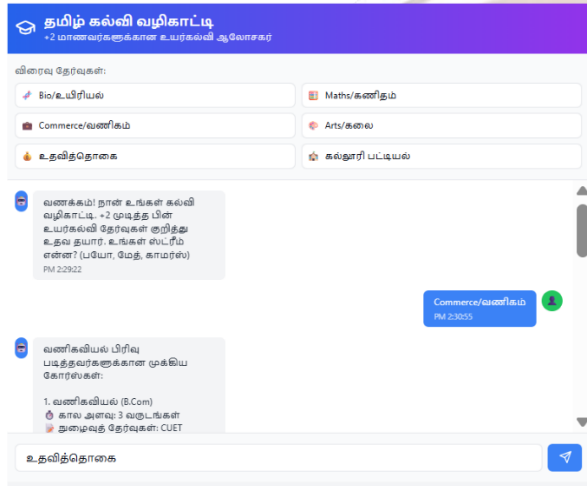 தமிழ் கல்வி வழிகாட்டி
+2 மாணவர்களுக்கான உயர்கல்வி ஆலோசகர்
விரைவு தேர்வுகள்:
Bio/உயிரியல்
Maths/கணிதம்
Commerce/வணிகம்
Arts/கலை
உதவித்தொகை
கல்லூரி பட்டியல்
வணக்கம்! நான் உங்கள் கல்வி
வழிகாட்டி. +2 முடித்த பின்
உயர்கல்வி தேர்வுகள் குறித்து
உதவ தயார். உங்கள் ஸ்ட்ரீம்
என்ன? (பயோ, மேத், காமர்ஸ்)
PM 2:29:22
Commerce/வணிகம்
PM 2:30:55
வணிகவியல் பிரிவு
படித்தவர்களுக்கான முக்கிய
கோர்ஸ்கள்:
1. வணிகவியல் (B.Com)
கால அளவு: 3 வருடங்கள்
நுழைவுத் தேர்வுகள்: CUET
உதவித்தொகை